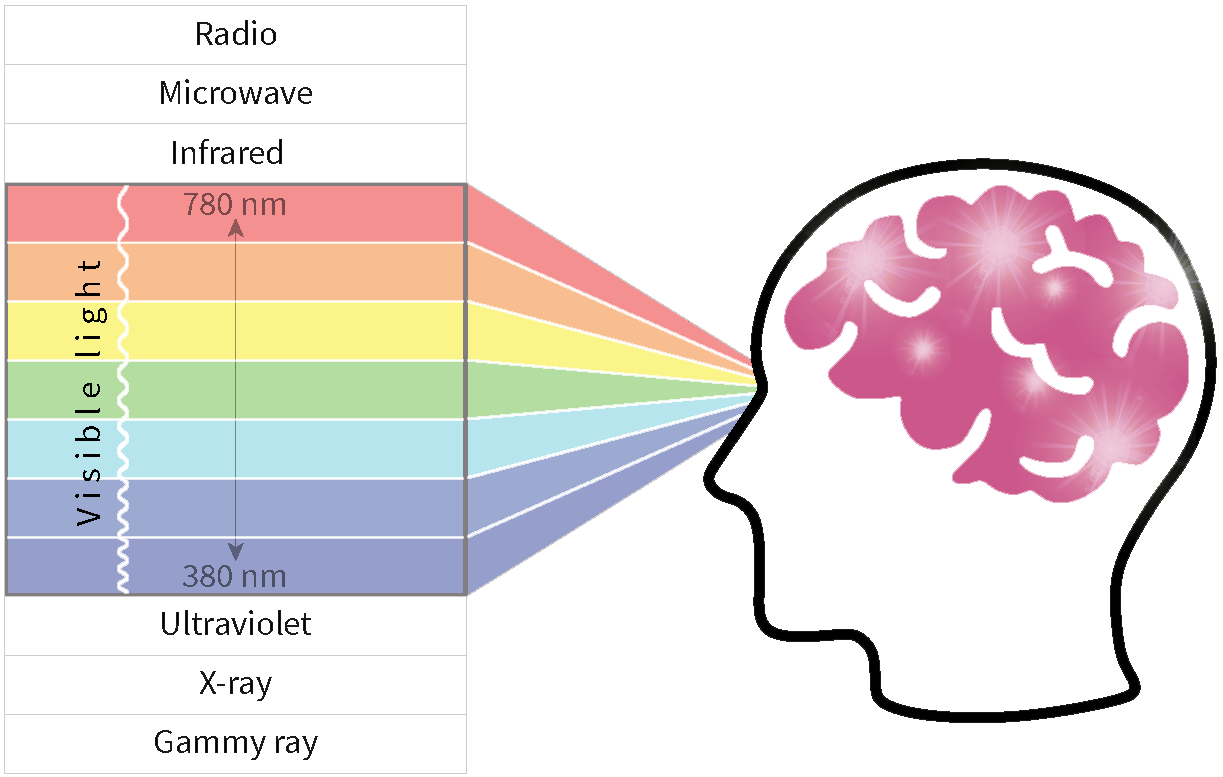 Radio
Microwave
Infrared
780 nm
Visible light
380 nm
Ultraviolet
X-ray
Gammy ray